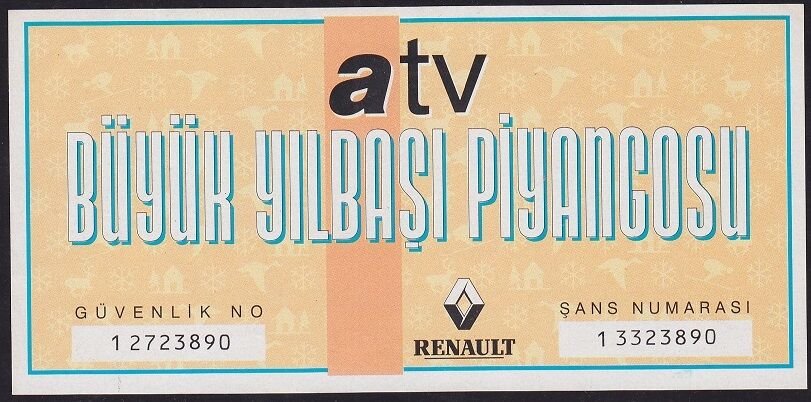 atv
BÜYÜK YILBAŞI PİYANGOSU
GÜVENLİK NO
12723890
RENAULT
ŞANS NUMARASI
13323890